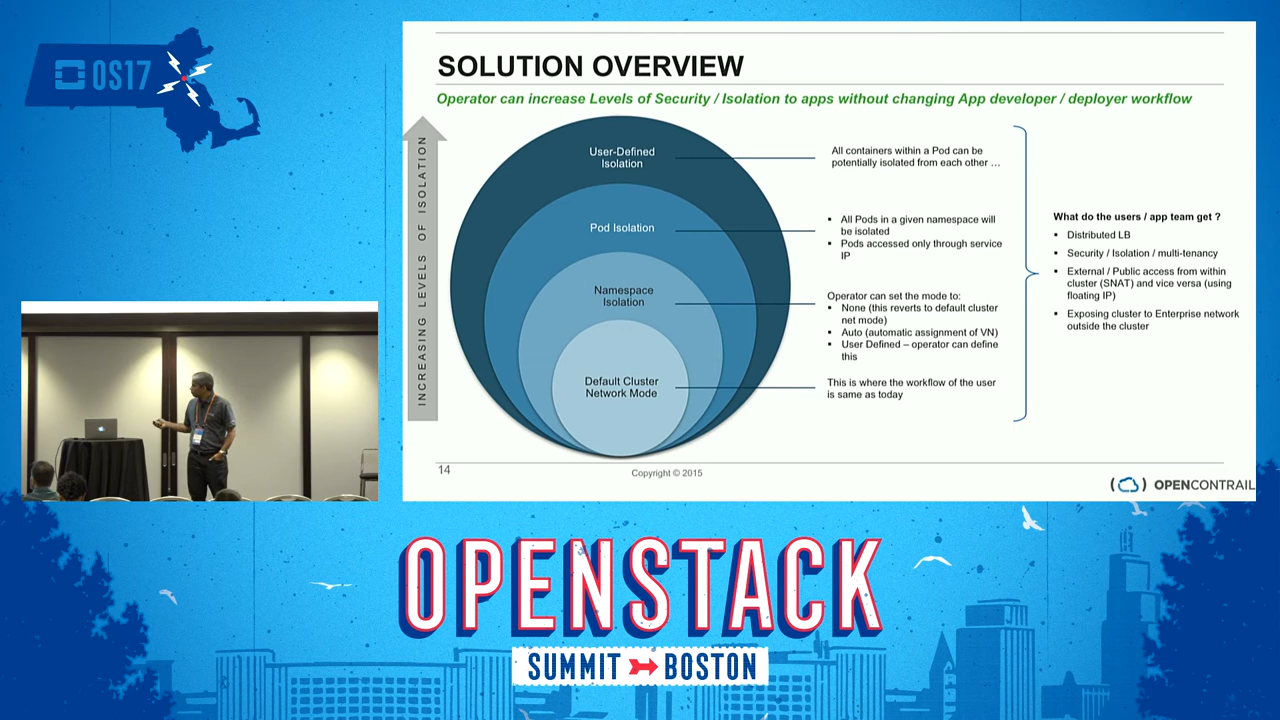 OS17
SOLUTION OVERVIEW
Operator can increase Levels of Security / Isolation to apps without changing App developer / deployer workflow
INCREASING LEVELS OF ISOLATION
User-Defined
Isolation
All containers within a Pod can be
potentially isolated from each other …
Pod Isolation
▪ All Pods in a given namespace will
be isolated
▪ Pods accessed only through service
IP
Namespace
Isolation
Operator can set the mode to:
▪ None (this reverts to default cluster
net mode)
▪ Auto (automatic assignment of VN)
▪ User Defined – operator can define
this
Default Cluster
Network Mode
This is where the workflow of the user
is same as today
What do the users / app team get ?
▪ Distributed LB
▪ Security / Isolation / multi-tenancy
▪ External / Public access from within
cluster (SNAT) and vice versa (using
floating IP)
▪ Exposing cluster to Enterprise network
outside the cluster
14
Copyright © 2015
OPENCONTRAIL
OPENSTACK
SUMMIT BOSTON